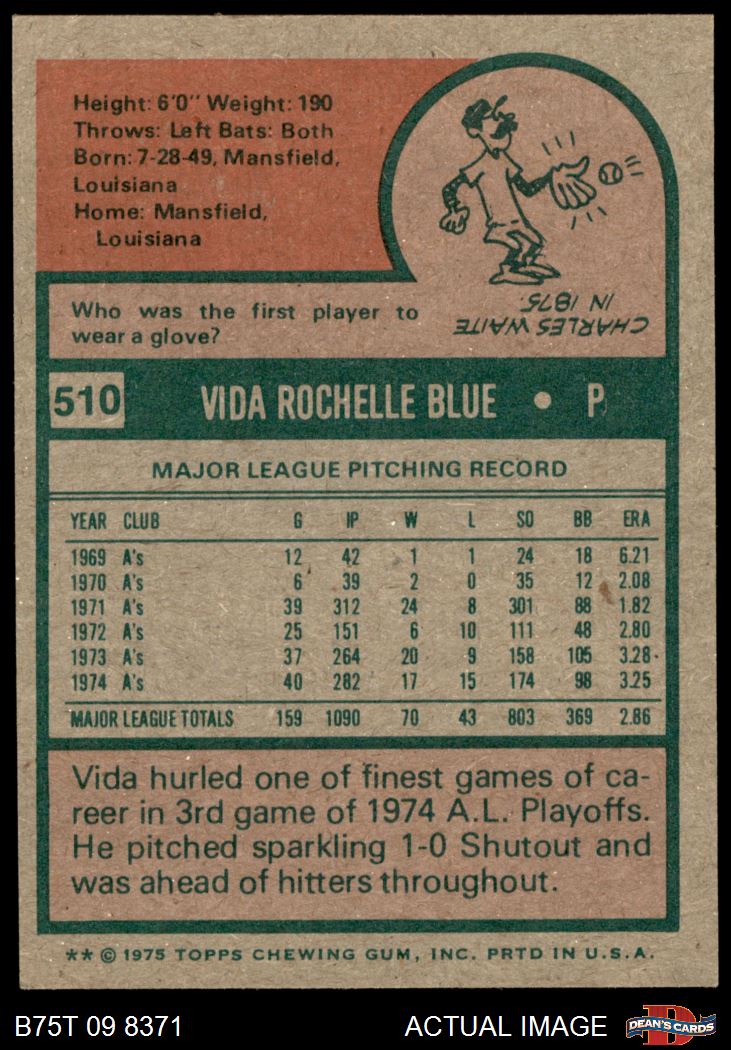 Height: 6'0" Weight: 190
Throws: Left Bats: Both
Born: 7-28-49, Mansfield,
Louisiana
Home: Mansfield,
Louisiana
Who was the first player to
wear a glove?
CHARLES WAITE
IN 1875.
510 VIDA ROCHELLE BLUE • P
MAJOR LEAGUE PITCHING RECORD
YEAR CLUB G IP W L SO BB ERA
1969 A's 12 42 1 1 24 18 6.21
1970 A's 6 39 2 0 35 12 2.08
1971 A's 39 312 24 8 301 88 1.82
1972 A's 25 151 6 10 111 48 2.80
1973 A's 37 264 20 9 158 105 3.28
1974 A's 40 282 17 15 174 98 3.25
MAJOR LEAGUE TOTALS 159 1090 70 43 803 369 2.86
Vida hurled one of finest games of ca-
reer in 3rd game of 1974 A.L. Playoffs.
He pitched sparkling 1-0 Shutout and
was ahead of hitters throughout.
** © 1975 TOPPS CHEWING GUM, INC. PRTD IN U.S.A.
B75T 09 8371 ACTUAL IMAGE D DEAN'S CARDS